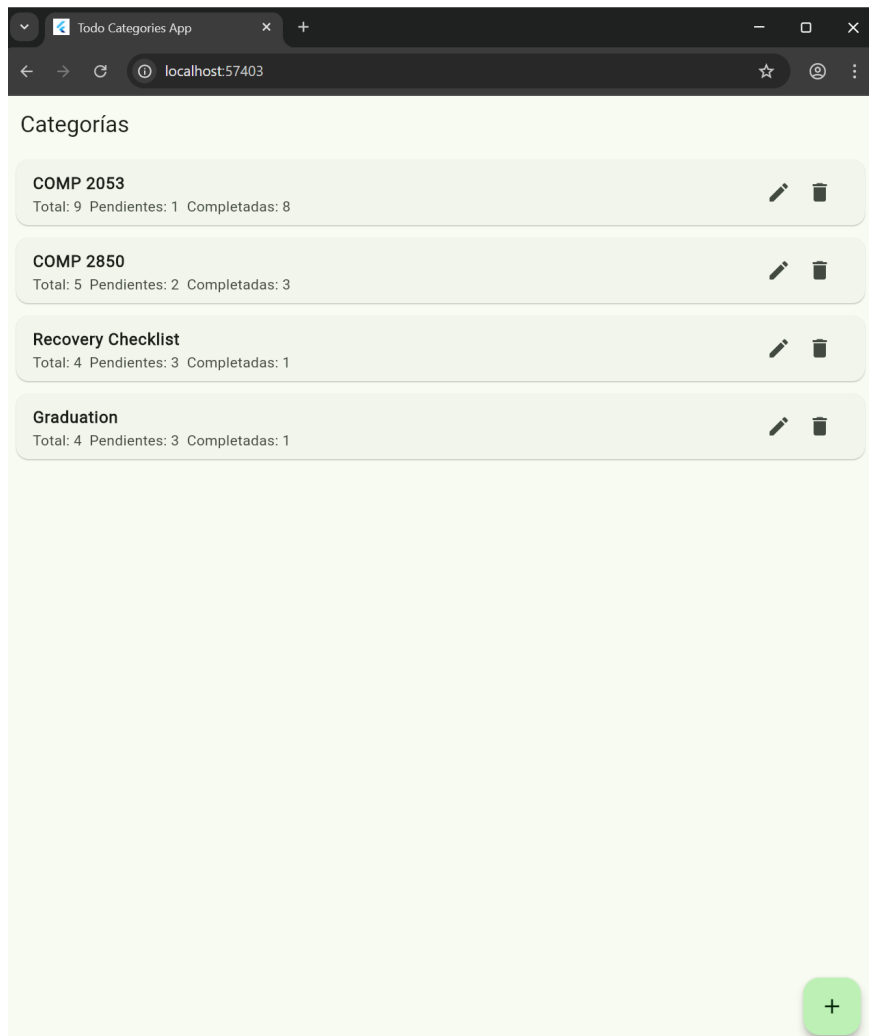 Todo Categories App
localhost:57403
Categorías
COMP 2053
Total: 9 Pendientes: 1 Completadas: 8
COMP 2850
Total: 5 Pendientes: 2 Completadas: 3
Recovery Checklist
Total: 4 Pendientes: 3 Completadas: 1
Graduation
Total: 4 Pendientes: 3 Completadas: 1